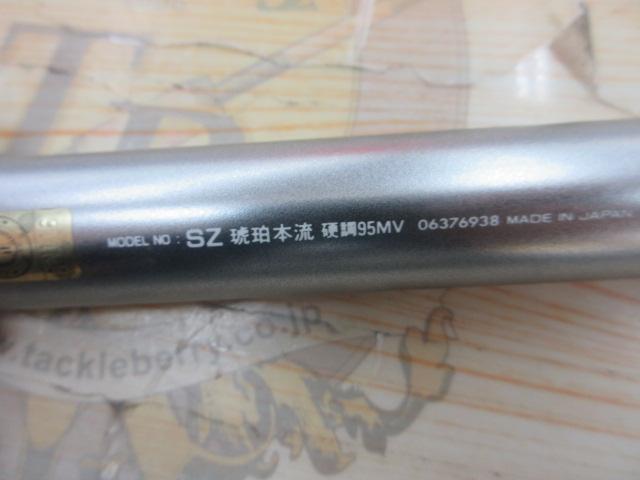 MODEL NO : SZ 琥珀本流 硬調95MV 06376938 MADE IN JAPAN
.tackleberry.co.jp